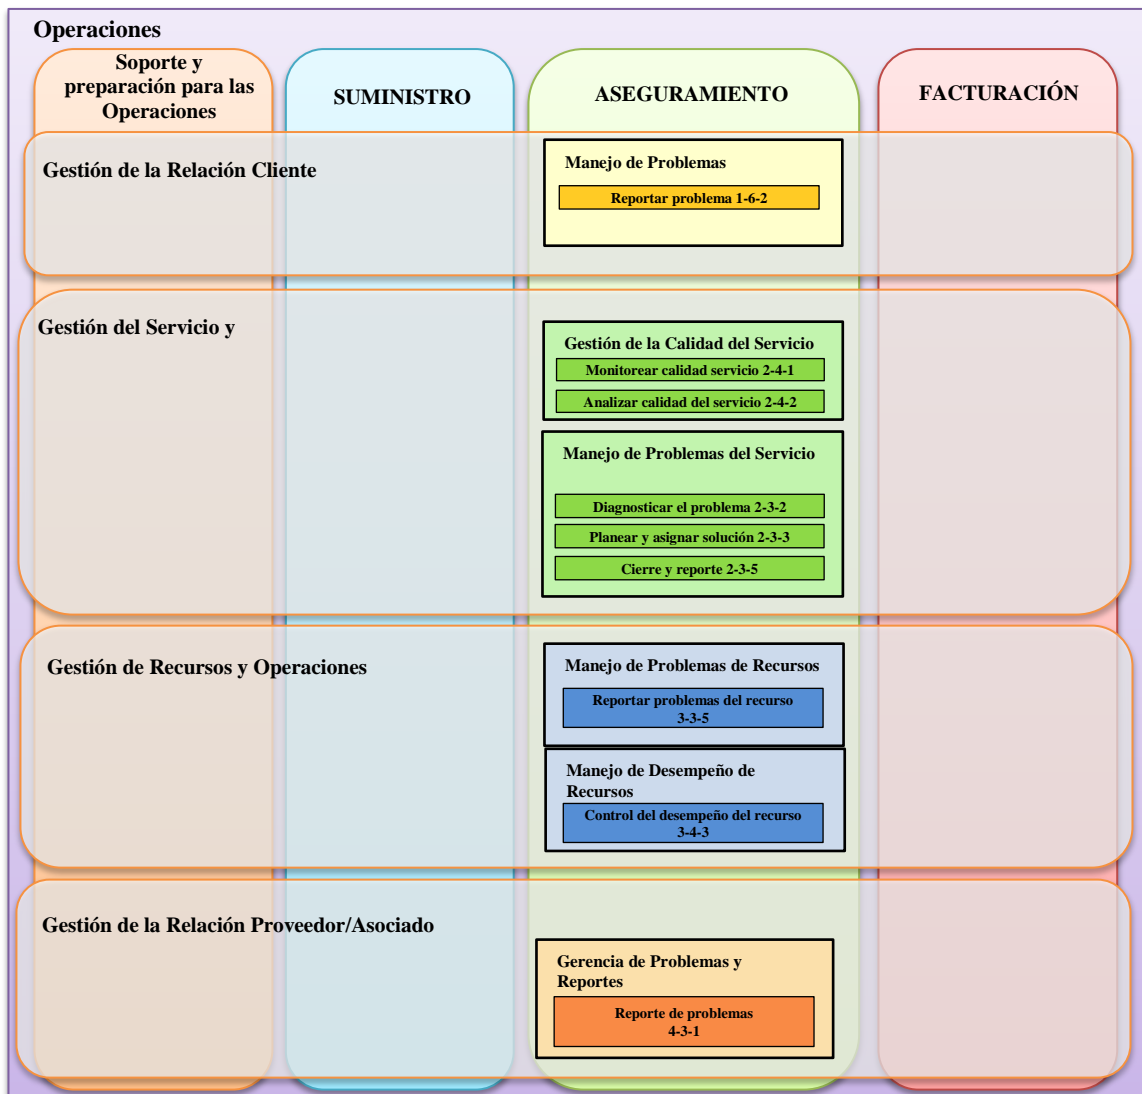 Operaciones
Soporte y
preparación para las
Operaciones
SUMINISTRO
ASEGURAMIENTO
FACTURACIÓN
Gestión de la Relación Cliente
Manejo de Problemas
Reportar problema 1-6-2
Gestión del Servicio y
Gestión de la Calidad del Servicio
Monitorear calidad servicio 2-4-1
Analizar calidad del servicio 2-4-2
Manejo de Problemas del Servicio
Diagnosticar el problema 2-3-2
Planear y asignar solución 2-3-3
Cierre y reporte 2-3-5
Gestión de Recursos y Operaciones
Manejo de Problemas de Recursos
Reportar problemas del recurso
3-3-5
Manejo de Desempeño de
Recursos
Control del desempeño del recurso
3-4-3
Gestión de la Relación Proveedor/Asociado
Gerencia de Problemas y
Reportes
Reporte de problemas
4-3-1